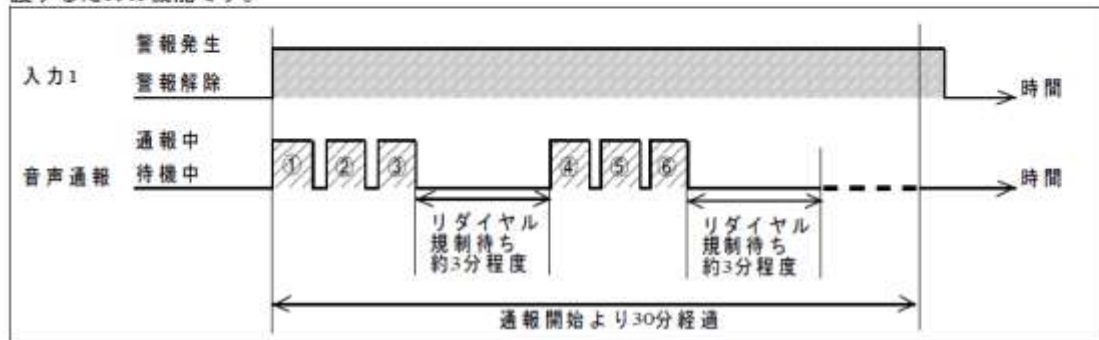 警報発生
入力1
警報解除
時間
通報中
① ② ③ ④ ⑤ ⑥
音声通報
待機中
時間
リダイヤル
規制待ち
約3分程度
リダイヤル
規制待ち
約3分程度
通報開始より30分経過